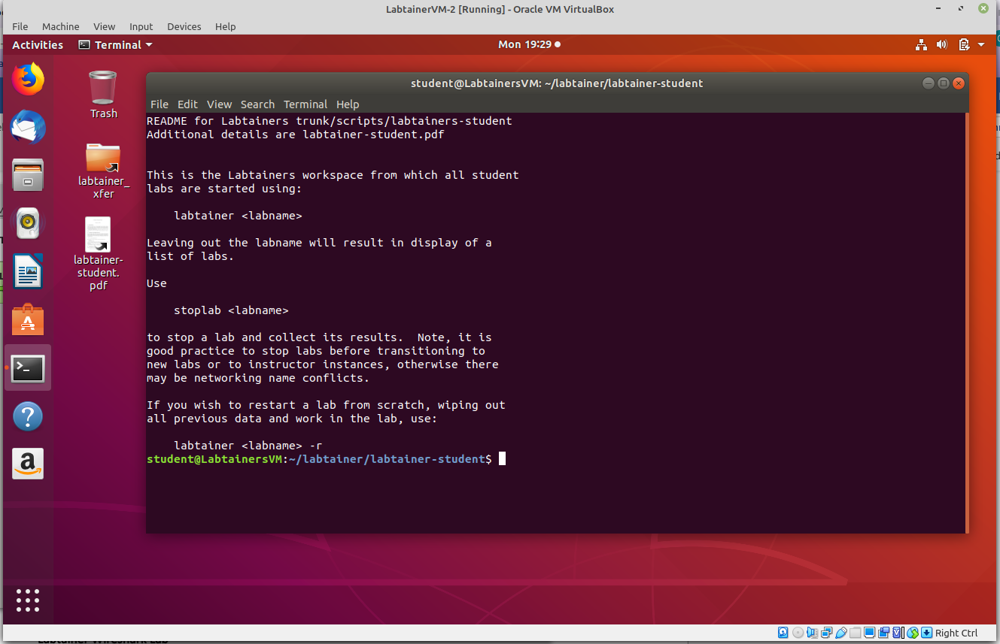 LabtainerVM-2 [Running] - Oracle VM VirtualBox
File Machine View Input Devices Help
Activities Terminal Mon 19:29
Trash
labtainer_
xfer
labtainer-
student.
pdf
student@LabtainersVM: ~/labtainer/labtainer-student
File Edit View Search Terminal Help
README for Labtainers trunk/scripts/labtainers-student
Additional details are labtainer-student.pdf
This is the Labtainers workspace from which all student
labs are started using:
labtainer <labname>
Leaving out the labname will result in display of a
list of labs.
Use
stoplab <labname>
to stop a lab and collect its results.  Note, it is
good practice to stop labs before transitioning to
new labs or to instructor instances, otherwise there
may be networking name conflicts.
If you wish to restart a lab from scratch, wiping out
all previous data and work in the lab, use:
labtainer <labname> -r
student@LabtainersVM:~/labtainer/labtainer-student$
Right Ctrl
Labtainer Wireshark Lab